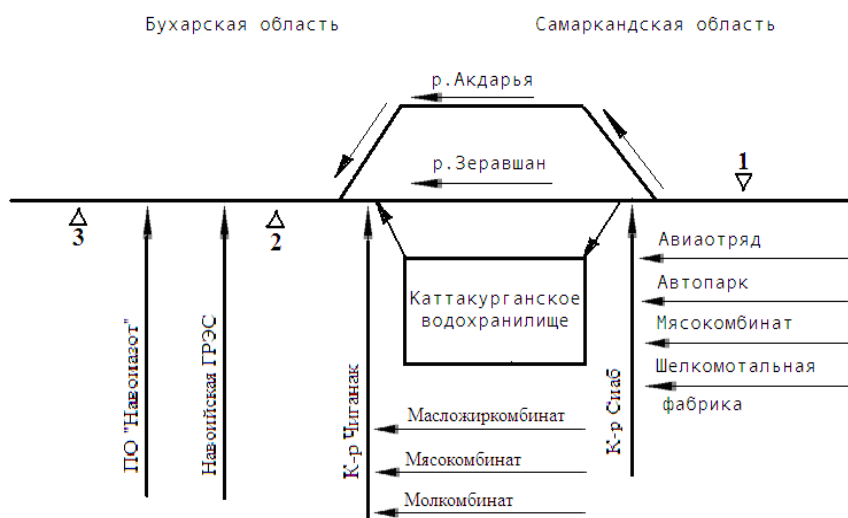 Бухарская область
Самаркандская область
р.Акдарья
р.Зеравшан
1
2
3
Авиаотряд
Автопарк
Мясокомбинат
Шелкомотальная
фабрика
Каттакурганское
водохранилище
Масложиркомбинат
Мясокомбинат
Молкомбинат
ПО "Навоиазот"
Навоийская ГРЭС
К-р Чиганак
К-р Сиаб